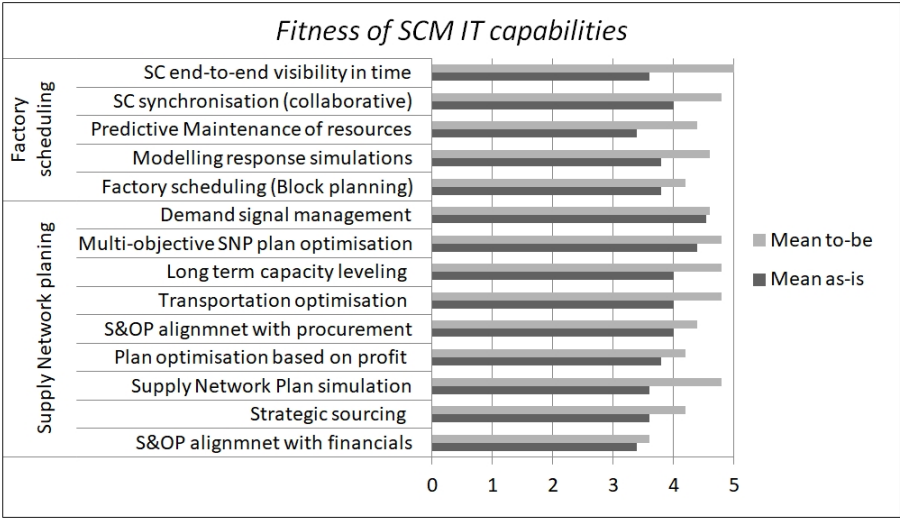 Fitness of SCM IT capabilities
Factory
scheduling
SC end-to-end visibility in time
SC synchronisation (collaborative)
Predictive Maintenance of resources
Modelling response simulations
Factory scheduling (Block planning)
Supply Network planing
Demand signal management
Multi-objective SNP plan optimisation
Long term capacity leveling
Transportation optimisation
S&OP alignmnet with procurement
Plan optimisation based on profit
Supply Network Plan simulation
Strategic sourcing
S&OP alignmnet with financials
0 1 2 3 4 5
Mean to-be
Mean as-is